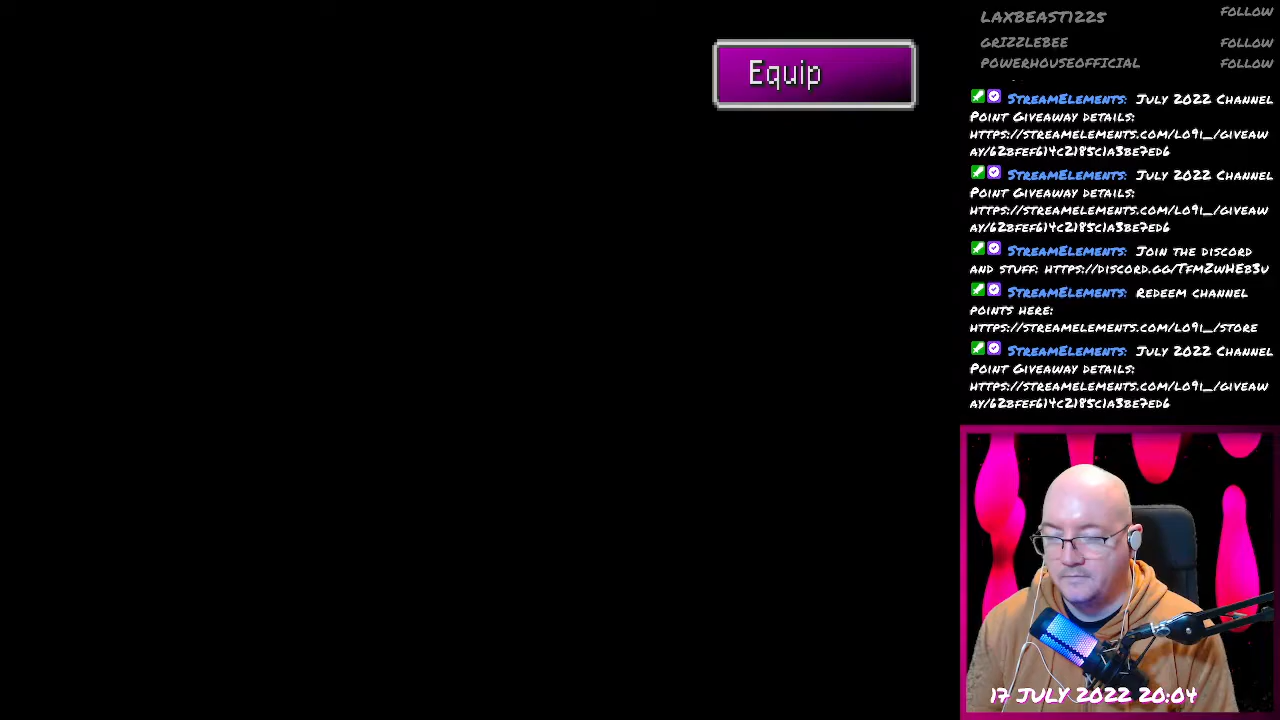 Equip
LAXBEAST1225 FOLLOW
GRIZZLEBEE FOLLOW
POWERHOUSEOFFICIAL FOLLOW
StreamElements: July 2022 Channel
Point Giveaway details:
https://streamelements.com/lo9i_/giveaw
ay/62bfef614c2185c1a3be7ed6
StreamElements: July 2022 Channel
Point Giveaway details:
https://streamelements.com/lo9i_/giveaw
ay/62bfef614c2185c1a3be7ed6
StreamElements: Join the discord
and stuff: https://discord.gg/TfmZwHEb3u
StreamElements: Redeem channel
points here:
https://streamelements.com/lo9i_/store
StreamElements: July 2022 Channel
Point Giveaway details:
https://streamelements.com/lo9i_/giveaw
ay/62bfef614c2185c1a3be7ed6
17 JULY 2022 20:04